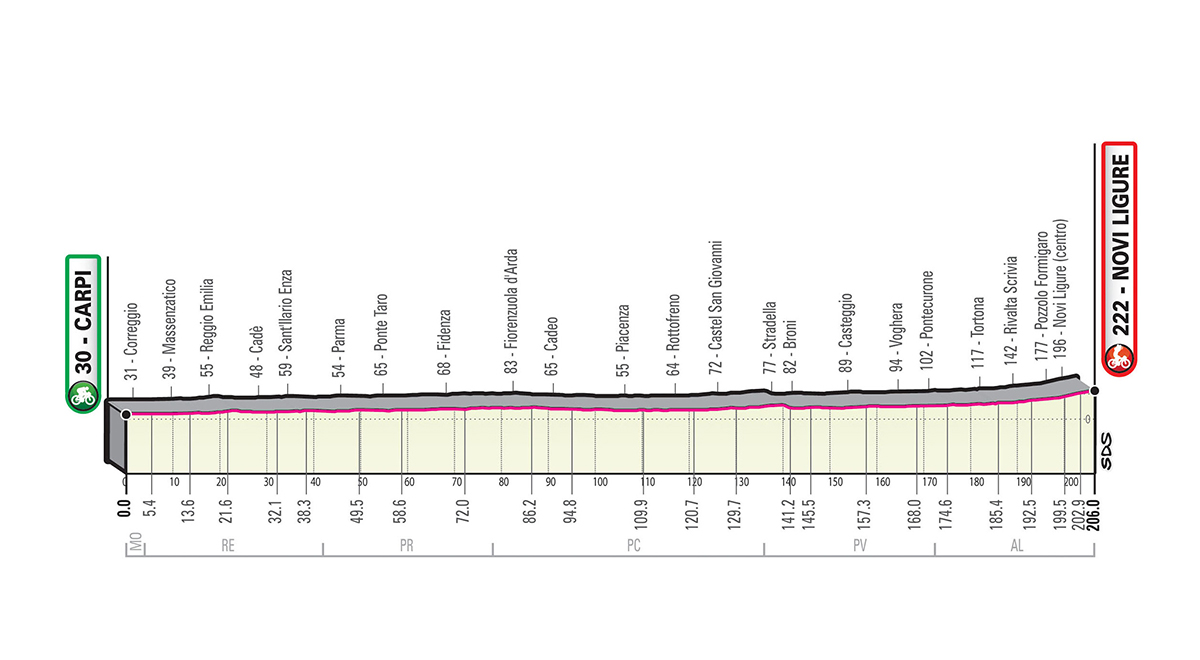 30 - CARPI
31 - Correggio
39 - Massenzatico
55 - Reggio Emilia
48 - Cadè
59 - Sant'Ilario Enza
54 - Parma
65 - Ponte Taro
68 - Fidenza
83 - Fiorenzuola d'Arda
65 - Cadeo
55 - Piacenza
64 - Rottofreno
72 - Castel San Giovanni
77 - Stradella
82 - Broni
89 - Casteggio
94 - Voghera
102 - Pontecurone
117 - Tortona
142 - Rivalta Scrivia
177 - Pozzolo Formigaro
196 - Novi Ligure (centro)
222 - NOVI LIGURE
0
SDS
0 10 20 30 40 50 60 70 80 90 100 110 120 130 140 150 160 170 180 190 200
0.0 5.4 13.6 21.6 32.1 38.3 49.5 58.6 72.0 86.2 94.8 109.9 120.7 129.7 141.2 145.5 157.3 168.0 174.6 185.4 192.5 199.5 202.9 206.0
MO RE PR PC PV AL